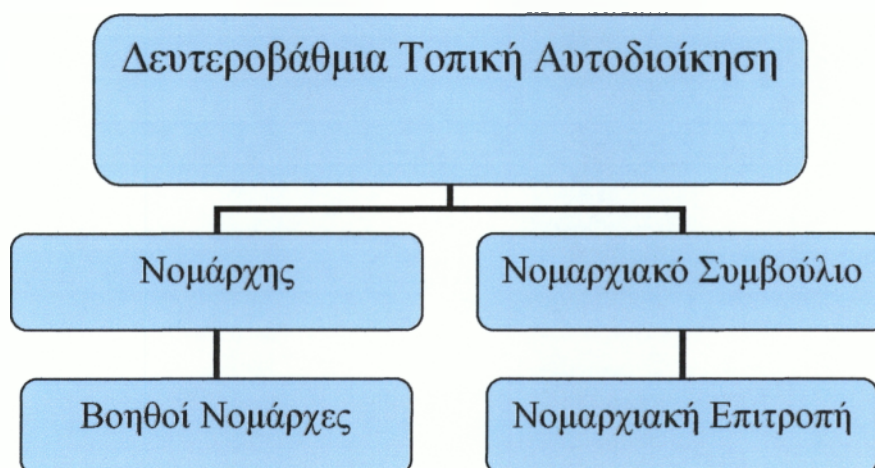 Δευτεροβάθμια Τοπική Αυτοδιοίκηση
Νομάρχης
Νομαρχιακό Συμβούλιο
Βοηθοί Νομάρχες
Νομαρχιακή Επιτροπή